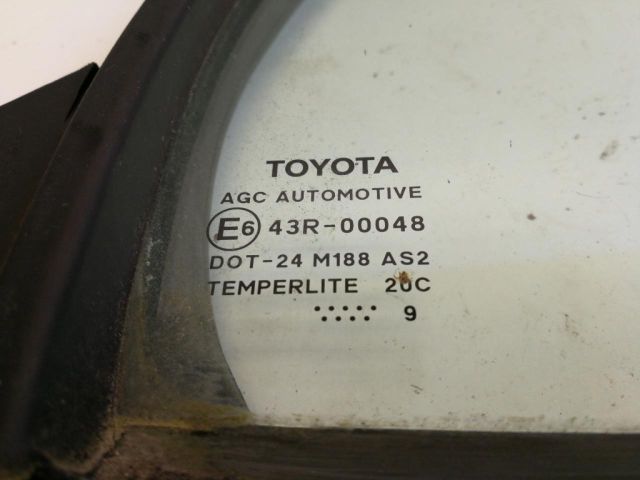 TOYOTA
AGC AUTOMOTIVE
E6 43R-00048
DOT-24 M188 AS2
TEMPERLITE 20C
9